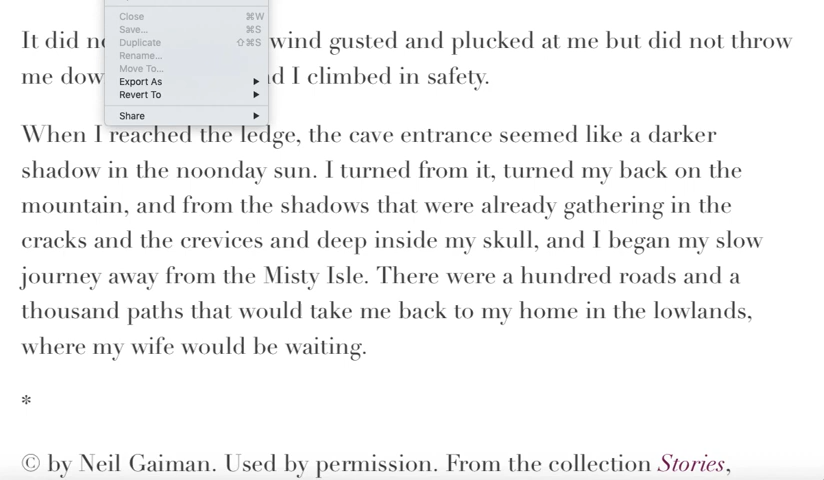 Close ⌘W
Save... ⌘S
Duplicate ⇧⌘S
Rename...
Move To...
Export As
Revert To
Share
It did wind gusted and plucked at me but did not throw
me I climbed in safety.
When I reached the ledge, the cave entrance seemed like a darker
shadow in the noonday sun. I turned from it, turned my back on the
mountain, and from the shadows that were already gathering in the
cracks and the crevices and deep inside my skull, and I began my slow
journey away from the Misty Isle. There were a hundred roads and a
thousand paths that would take me back to my home in the lowlands,
where my wife would be waiting.
*
© by Neil Gaiman. Used by permission. From the collection Stories,